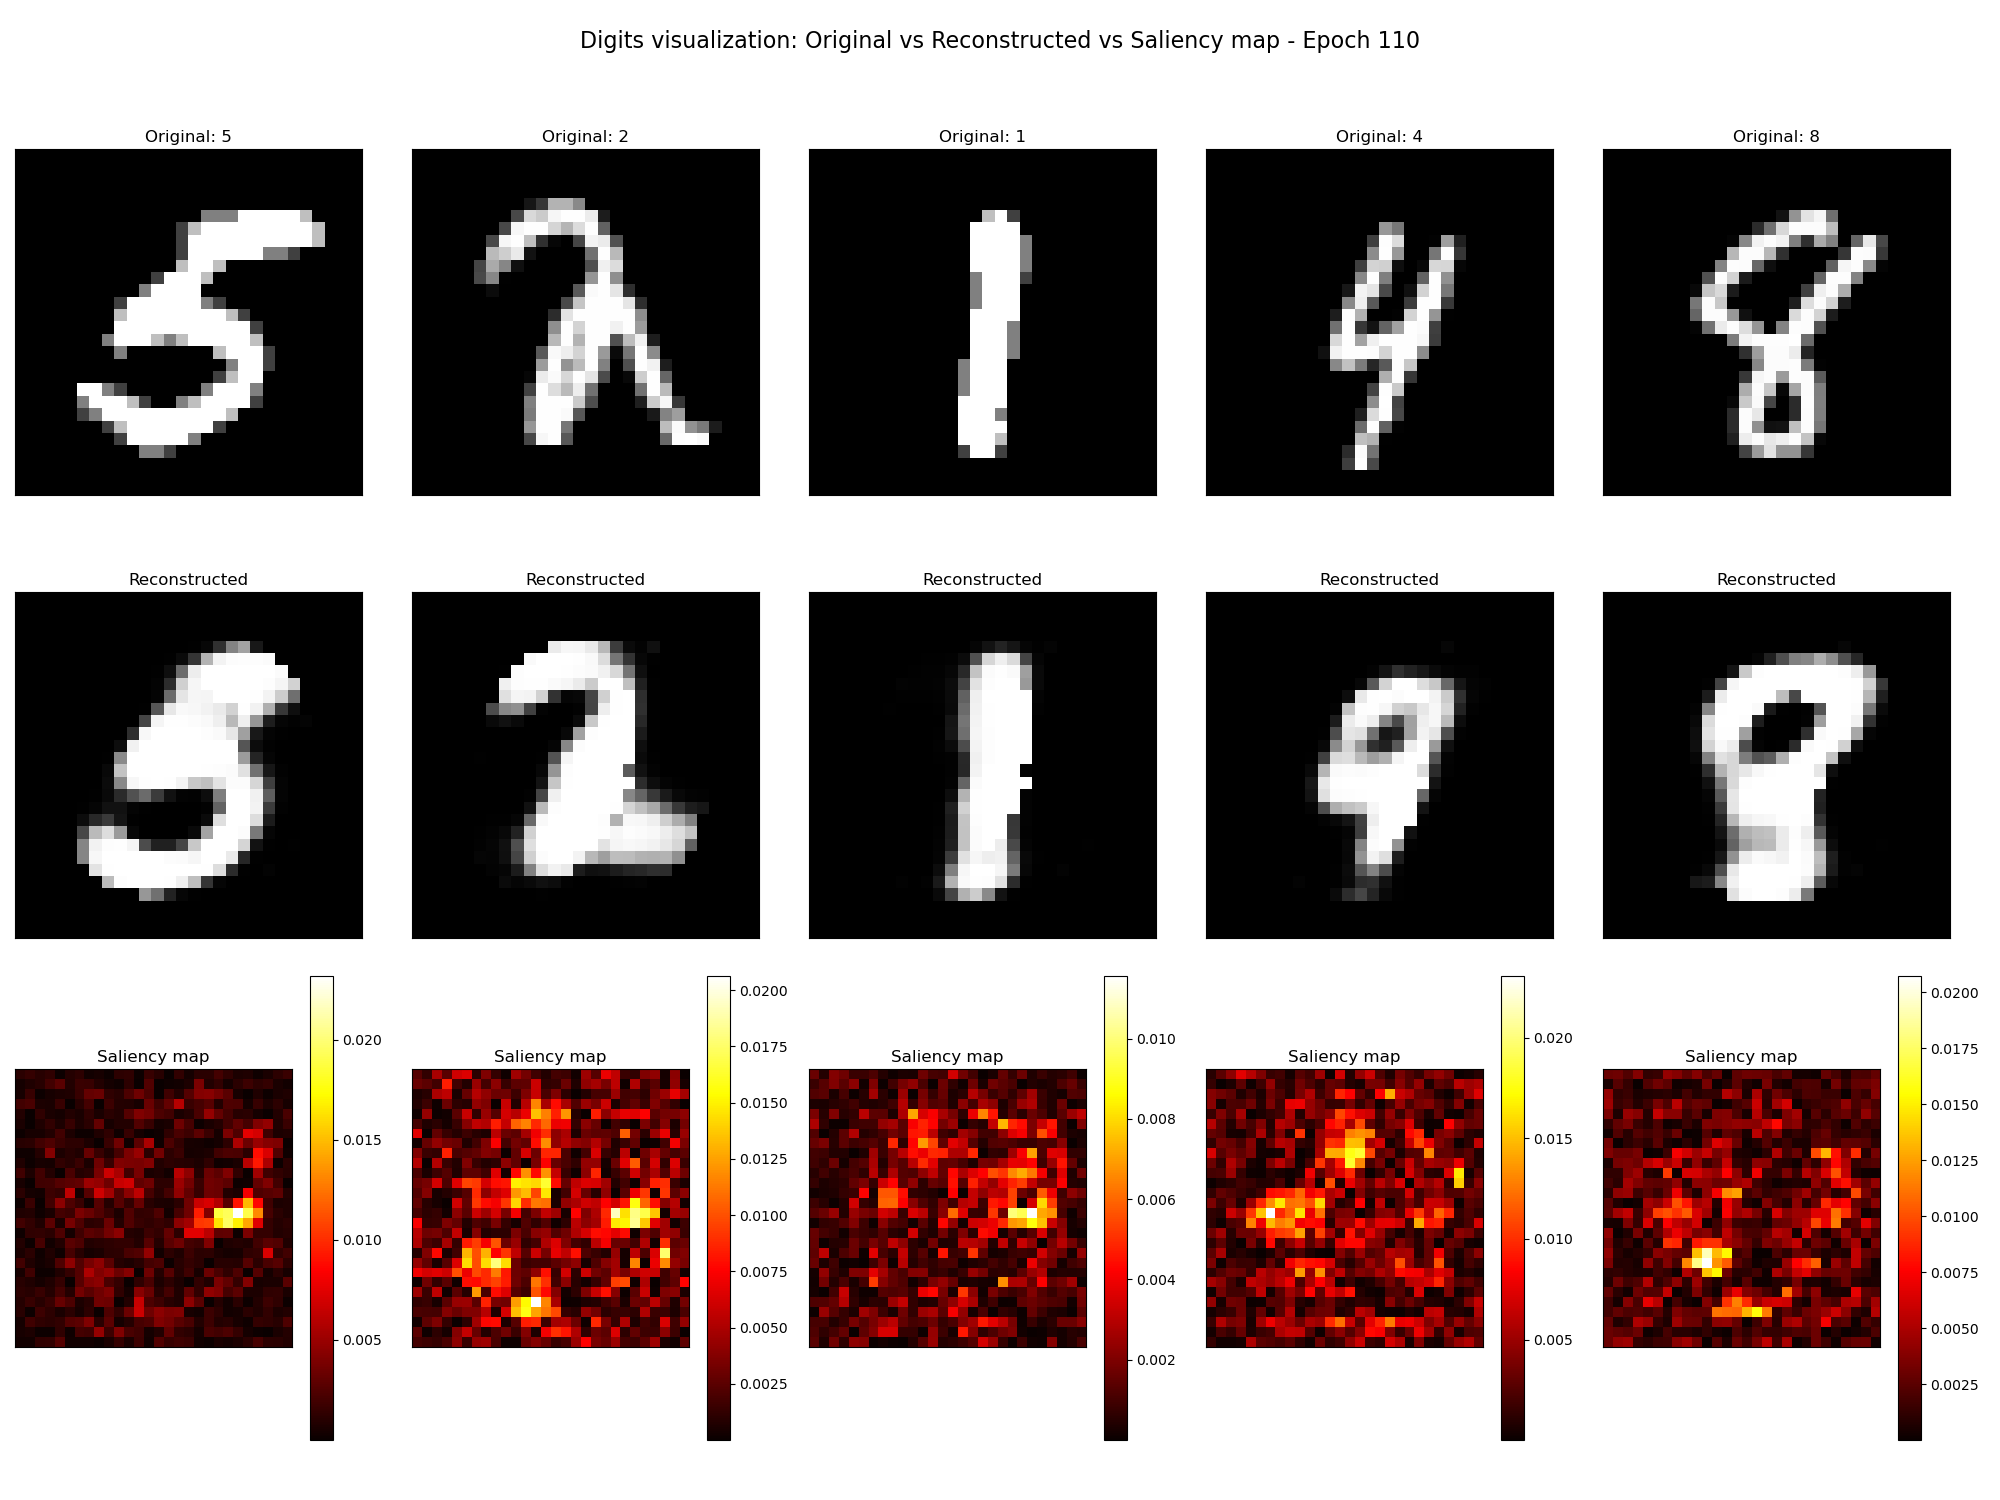 Digits visualization: Original vs Reconstructed vs Saliency map - Epoch 110
Original: 5
Original: 2
Original: 1
Original: 4
Original: 8
Reconstructed
Reconstructed
Reconstructed
Reconstructed
Reconstructed
Saliency map
0.020
0.015
0.010
0.005
Saliency map
0.0200
0.0175
0.0150
0.0125
0.0100
0.0075
0.0050
0.0025
Saliency map
0.010
0.008
0.006
0.004
0.002
Saliency map
0.020
0.015
0.010
0.005
Saliency map
0.0200
0.0175
0.0150
0.0125
0.0100
0.0075
0.0050
0.0025